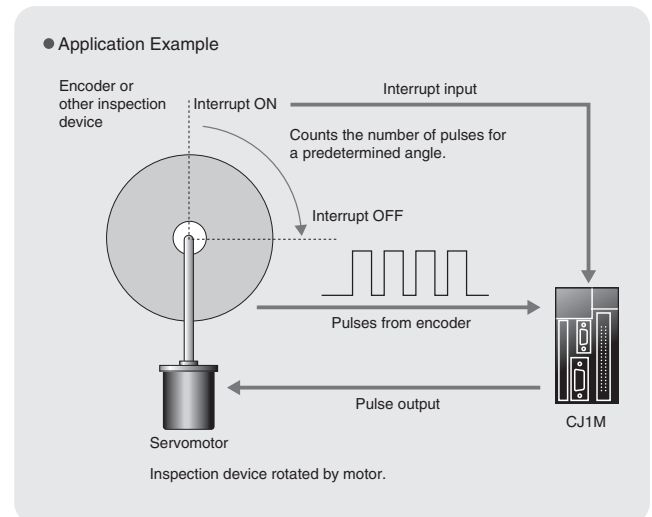 ● Application Example
Encoder or
other inspection
device
Interrupt ON
Interrupt input
Counts the number of pulses for
a predetermined angle.
Interrupt OFF
Pulses from encoder
Pulse output
CJ1M
Servomotor
Inspection device rotated by motor.